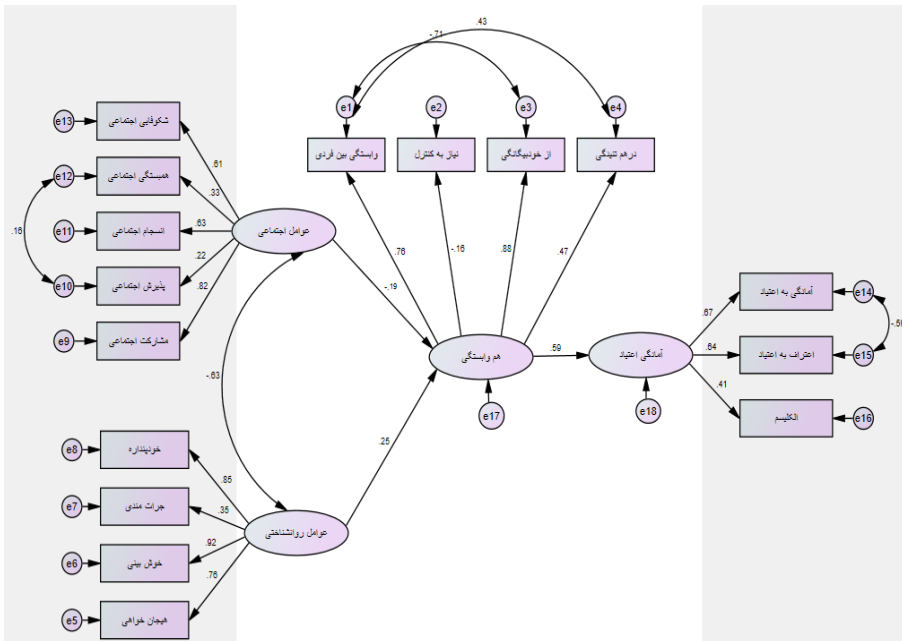 .43
-.71
e1
e2
e3
e4
وابستگی بین فردی
نیاز به کنترل
از خودبیگانگی
درهم تنیدگی
.76
-.16
.88
.47
e13
شکوفایی اجتماعی
.61
e12
همبستگی اجتماعی
.33
e11
انسجام اجتماعی
.63
.16
e10
پذیرش اجتماعی
.22
e9
مشارکت اجتماعی
.82
عوامل اجتماعی
-.19
-.63
هم وابستگی
.59
آمادگی اعتیاد
e17
e18
.25
آمادگی به اعتیاد
e14
.67
اعتراف به اعتیاد
e15
.64
الکلیسم
e16
.41
e8
خودپنداره
.85
e7
جرات مندی
.35
e6
خوش بینی
.92
e5
هیجان خواهی
.76
عوامل روانشناختی